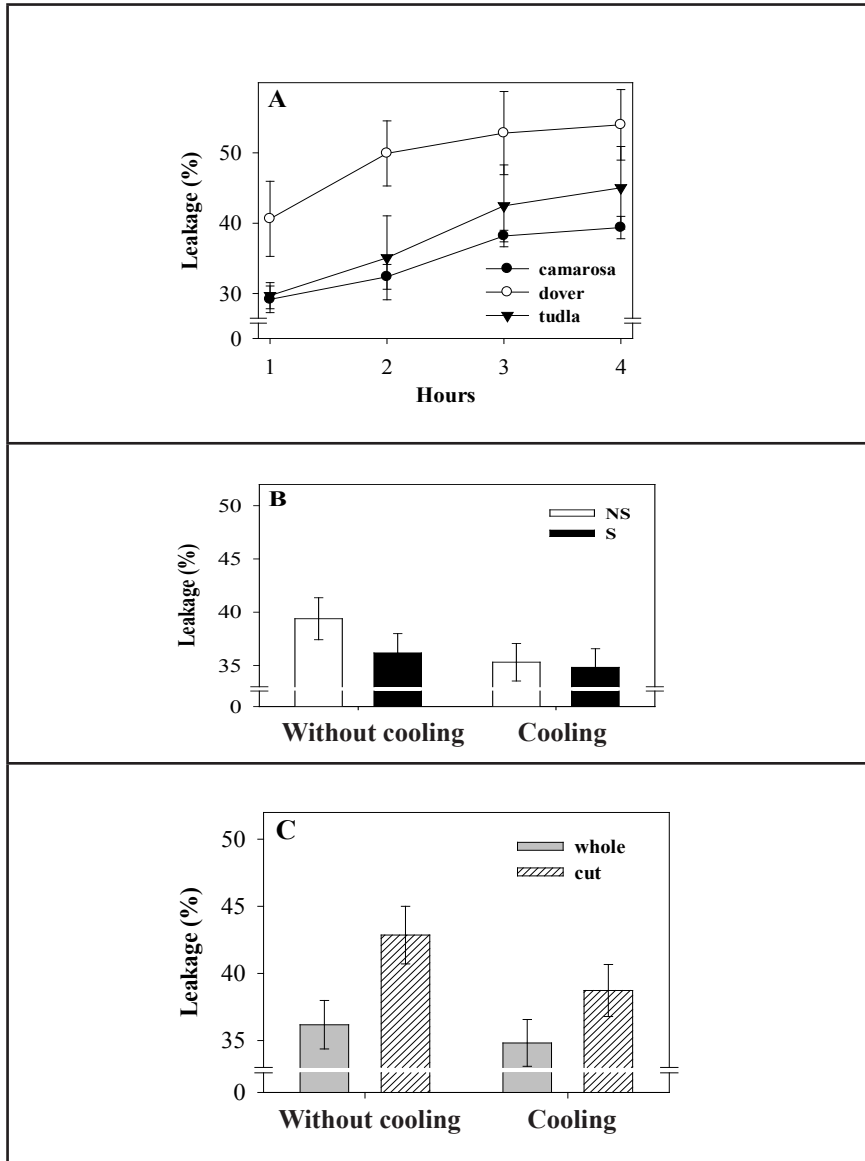 A
50
40
30
0
Leakage (%)
camarosa
dover
tudla
1 2 3 4
Hours
B
50
45
40
35
0
Leakage (%)
NS
S
Without cooling Cooling
C
50
45
40
35
0
Leakage (%)
whole
cut
Without cooling Cooling